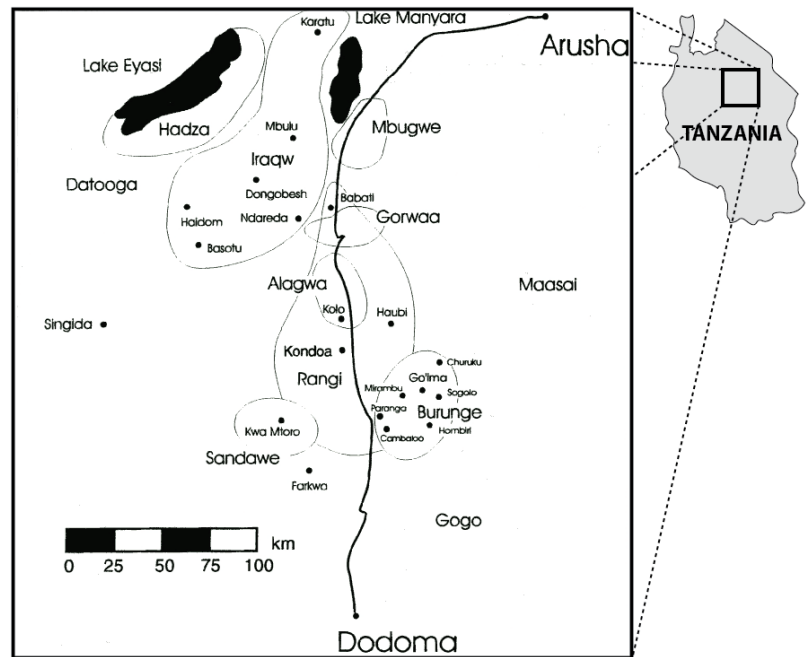 Karatu
Lake Manyara
Arusha
Lake Eyasi
TANZANIA
Hadza
Mbulu
Mbugwe
Iraqw
Datooga
Dongobesh
Babati
Haidom
Ndareda
Gorwaa
Basotu
Alagwa
Maasai
Kolo
Haubi
Singida
Kondoa
Churuku
Rangi
Goima
Mirambu
Sogolo
Paranga
Burunge
Kwa Mtoro
Cambaloo
Hombiri
Sandawe
Farkwa
Gogo
km
0 25 50 75 100
Dodoma